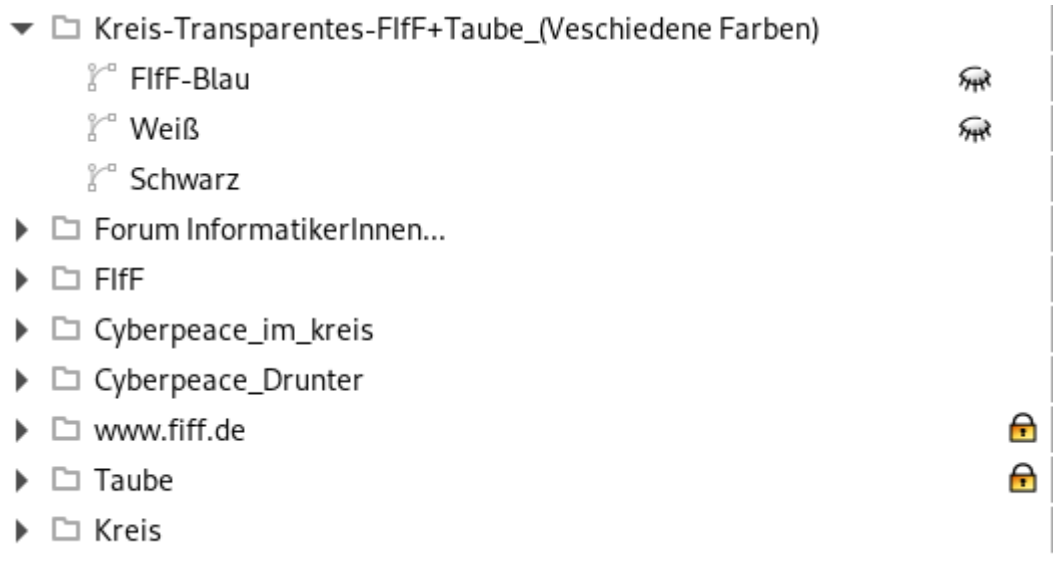 Kreis-Transparentes-FIfF+Taube_(Veschiedene Farben)
FIfF-Blau
Weiß
Schwarz
Forum InformatikerInnen...
FIfF
Cyberpeace_im_kreis
Cyberpeace_Drunter
www.fiff.de
Taube
Kreis